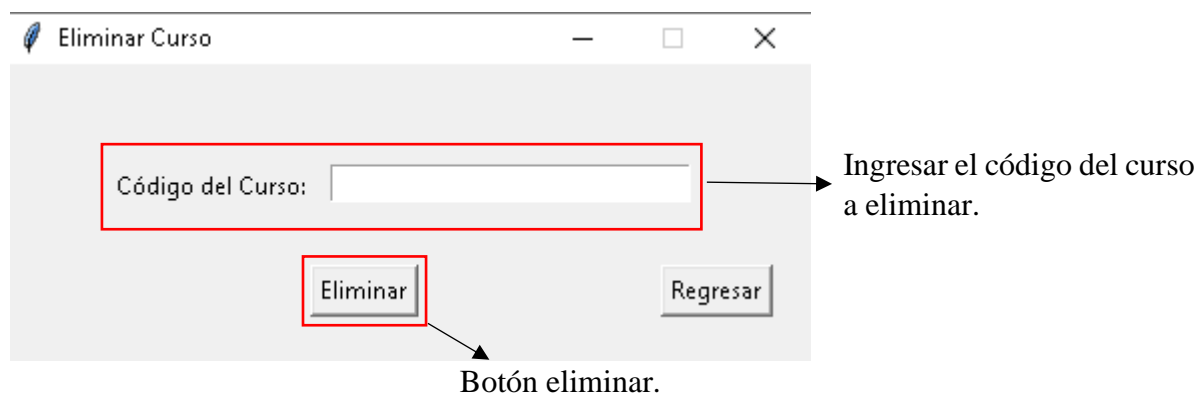 Eliminar Curso
Código del Curso:
Ingresar el código del curso
a eliminar.
Eliminar
Regresar
Botón eliminar.